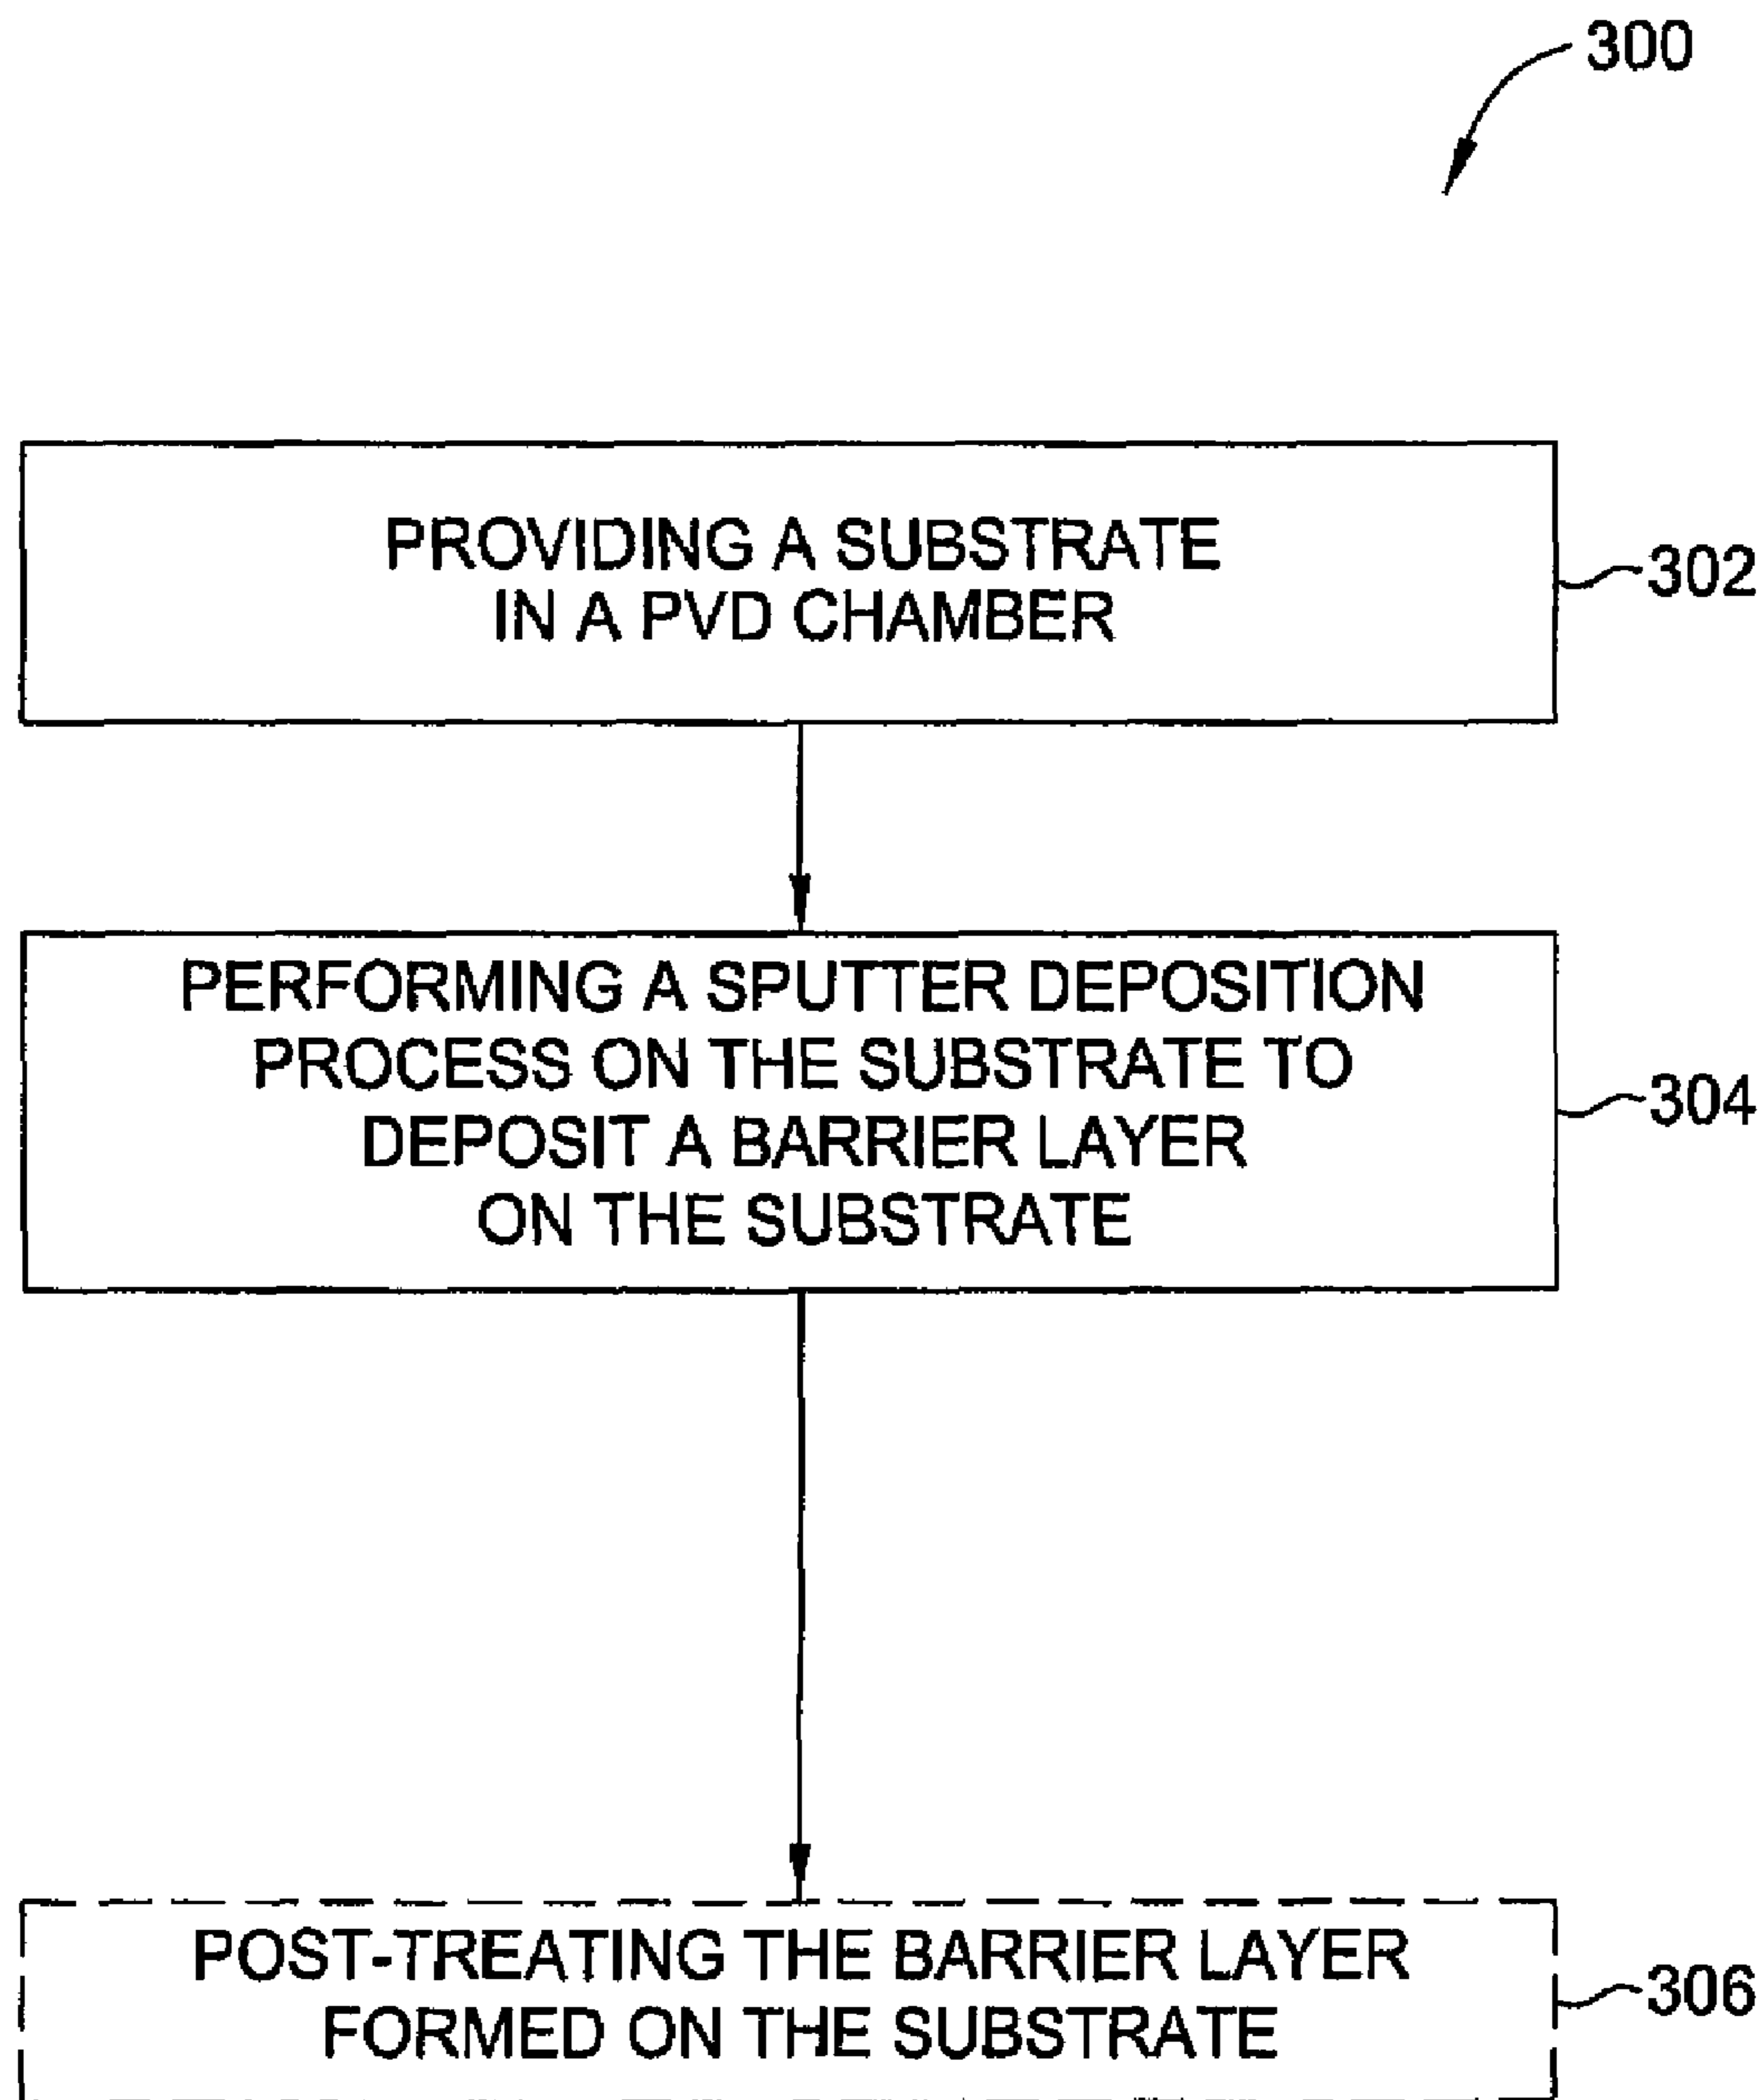 300
PROVIDING A SUBSTRATE
IN A PVD CHAMBER
302
PERFORMING A SPUTTER DEPOSITION
PROCESS ON THE SUBSTRATE TO
DEPOSIT A BARRIER LAYER
ON THE SUBSTRATE
304
POST-TREATING THE BARRIER LAYER
FORMED ON THE SUBSTRATE
306